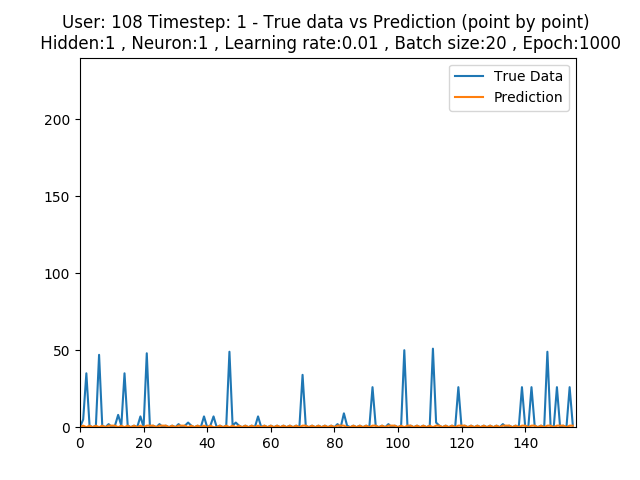 User: 108 Timestep: 1 - True data vs Prediction (point by point)
Hidden:1 , Neuron:1 , Learning rate:0.01 , Batch size:20 , Epoch:1000
True Data
Prediction
200
150
100
50
0
0 20 40 60 80 100 120 140